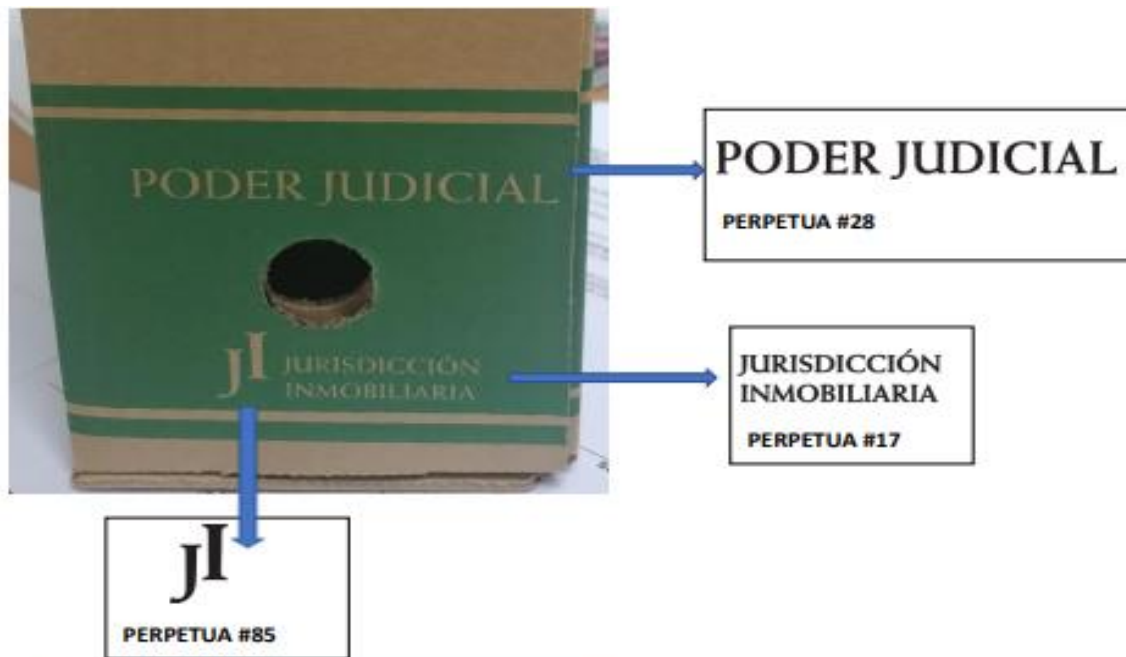 PODER JUDICIAL
JI JURISDICCIÓN
INMOBILIARIA
PODER JUDICIAL
PERPETUA #28
JURISDICCIÓN
INMOBILIARIA
PERPETUA #17
JI
PERPETUA #85